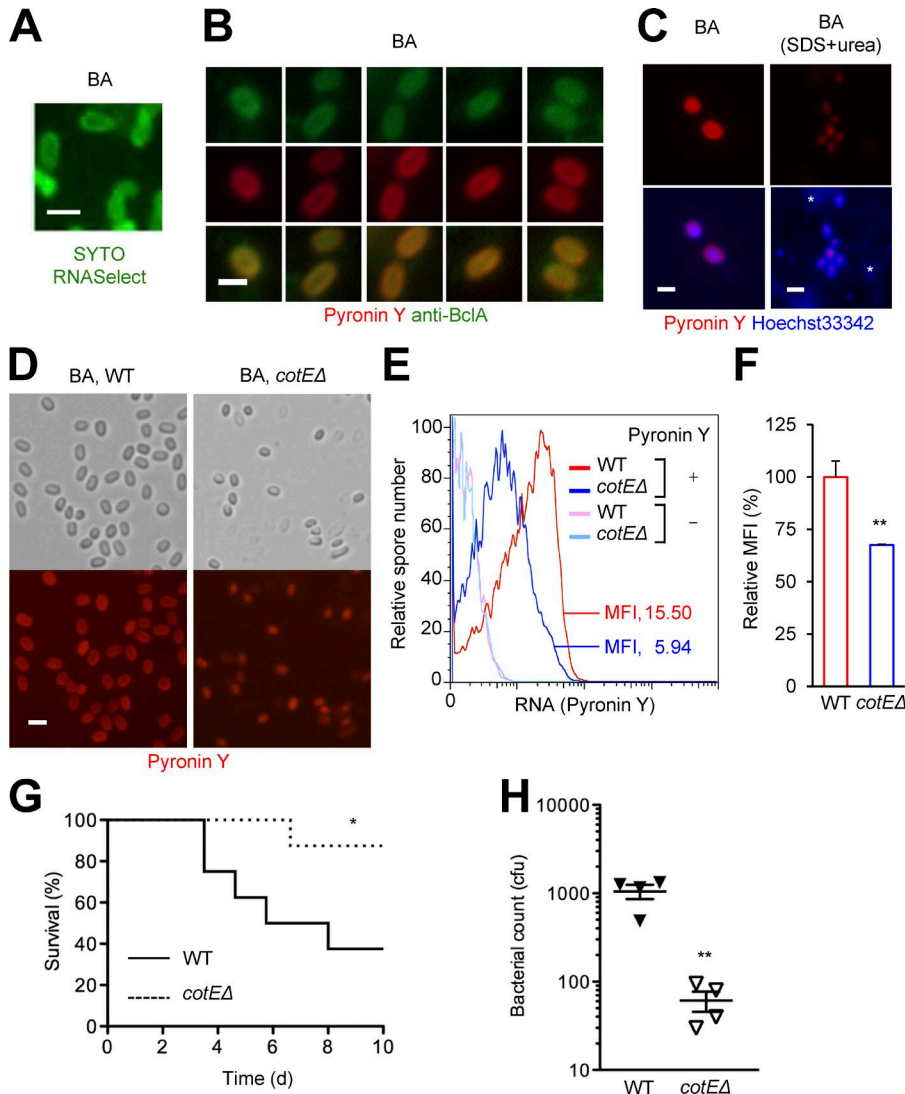 A
BA
SYTO
RNASelect
B
BA
Pyronin Y anti-BclA
C
BA
BA
(SDS+urea)
*
*
Pyronin Y Hoechst33342
D
BA, WT
BA, cotEΔ
Pyronin Y
E
Relative spore number
100
80
60
40
20
0
0
Pyronin Y
WT
cotEΔ
+
WT
cotEΔ
−
MFI, 15.50
MFI, 5.94
RNA (Pyronin Y)
F
Relative MFI (%)
125
100
75
50
25
0
**
WT cotEΔ
G
Survival (%)
100
80
60
40
20
0
*
WT
cotEΔ
0 2 4 6 8 10
Time (d)
H
Bacterial count (cfu)
10000
1000
100
10
**
WT cotEΔ